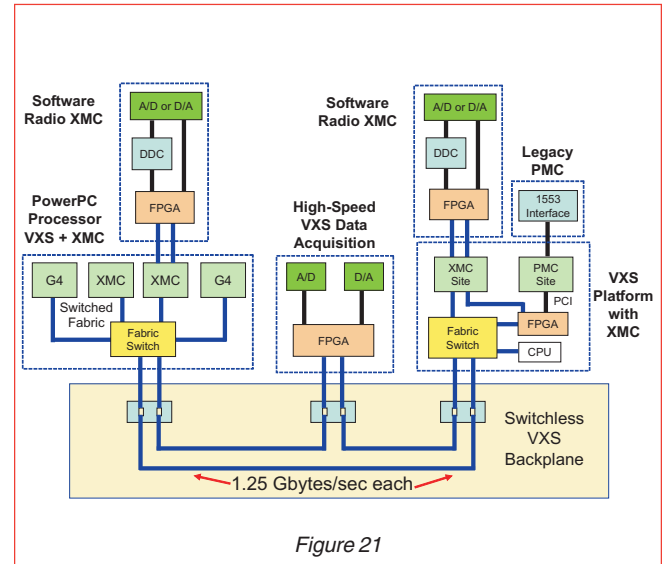 Software
Radio XMC
A/D or D/A
DDC
FPGA
PowerPC
Processor
VXS + XMC
G4
XMC
XMC
G4
Switched
Fabric
Fabric
Switch
High-Speed
VXS Data
Acquisition
A/D
D/A
FPGA
Software
Radio XMC
A/D or D/A
DDC
FPGA
Legacy
PMC
1553
Interface
XMC
Site
PMC
Site
PCI
FPGA
Fabric
Switch
CPU
VXS
Platform
with
XMC
Switchless
VXS
Backplane
1.25 Gbytes/sec each
Figure 21